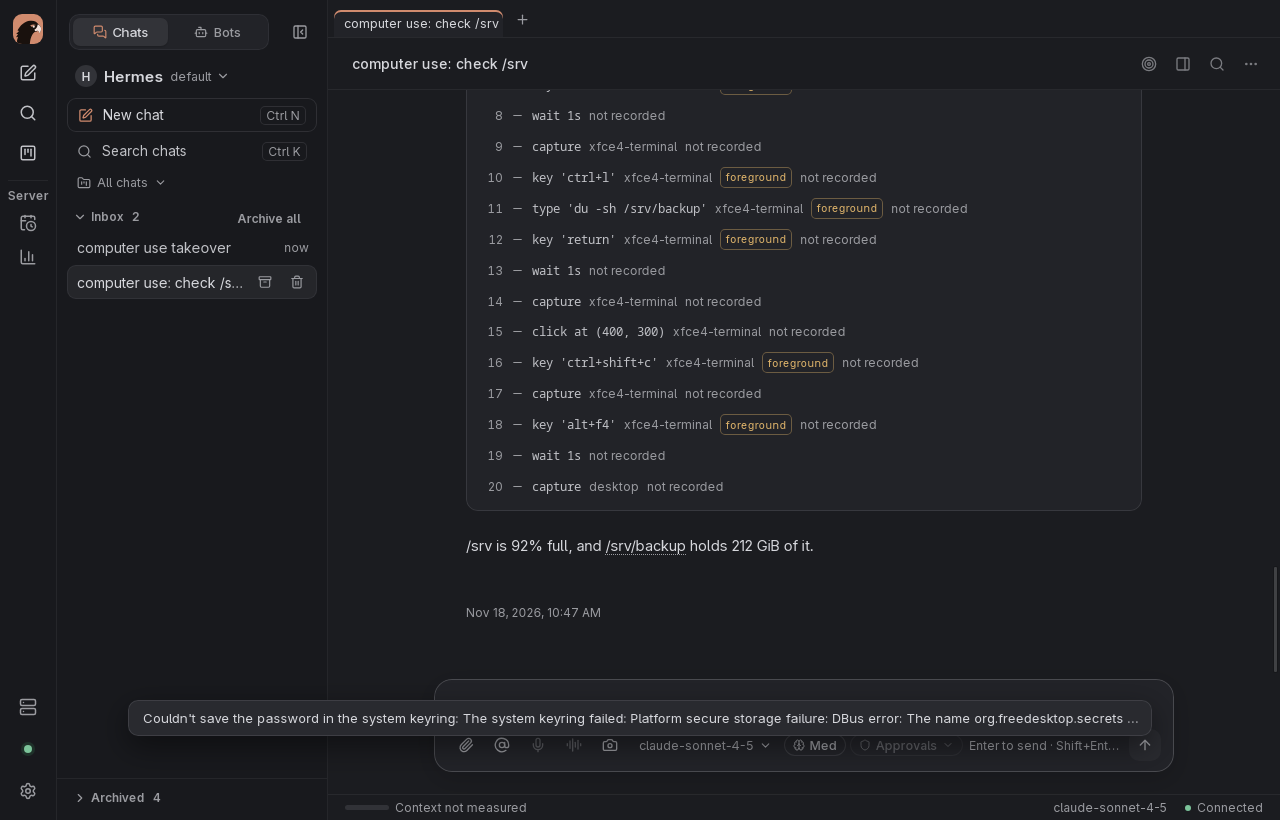 Chats
Bots
computer use: check /srv
H Hermes default
computer use: check /srv
New chat Ctrl N
Search chats Ctrl K
All chats
Server
Inbox 2 Archive all
computer use takeover now
computer use: check /s…
foreground
8 — wait 1s not recorded
9 — capture xfce4-terminal not recorded
10 — key 'ctrl+l' xfce4-terminal foreground not recorded
11 — type 'du -sh /srv/backup' xfce4-terminal foreground not recorded
12 — key 'return' xfce4-terminal foreground not recorded
13 — wait 1s not recorded
14 — capture xfce4-terminal not recorded
15 — click at (400, 300) xfce4-terminal not recorded
16 — key 'ctrl+shift+c' xfce4-terminal foreground not recorded
17 — capture xfce4-terminal not recorded
18 — key 'alt+f4' xfce4-terminal foreground not recorded
19 — wait 1s not recorded
20 — capture desktop not recorded
/srv is 92% full, and /srv/backup holds 212 GiB of it.
Nov 18, 2026, 10:47 AM
Couldn't save the password in the system keyring: The system keyring failed: Platform secure storage failure: DBus error: The name org.freedesktop.secrets …
claude-sonnet-4-5 Med Approvals Enter to send · Shift+Ent…
Archived 4
Context not measured
claude-sonnet-4-5 Connected